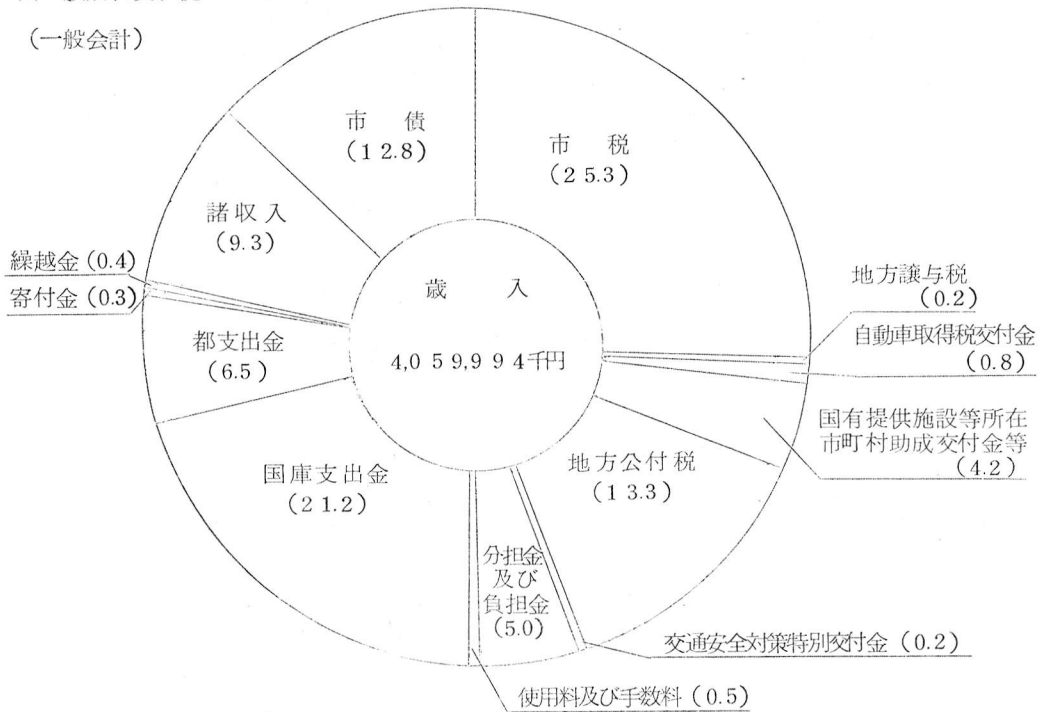 (一般会計)
市債
(12.8)
市税
(25.3)
諸収入
(9.3)
繰越金(0.4)
寄付金(0.3)
都支出金
(6.5)
歳入
4,059,994千円
地方譲与税
(0.2)
自動車取得税交付金
(0.8)
国有提供施設等所在
市町村助成交付金等
(4.2)
地方公付税
(13.3)
国庫支出金
(21.2)
分担金
及び
負担金
(5.0)
交通安全対策特別交付金(0.2)
使用料及び手数料(0.5)